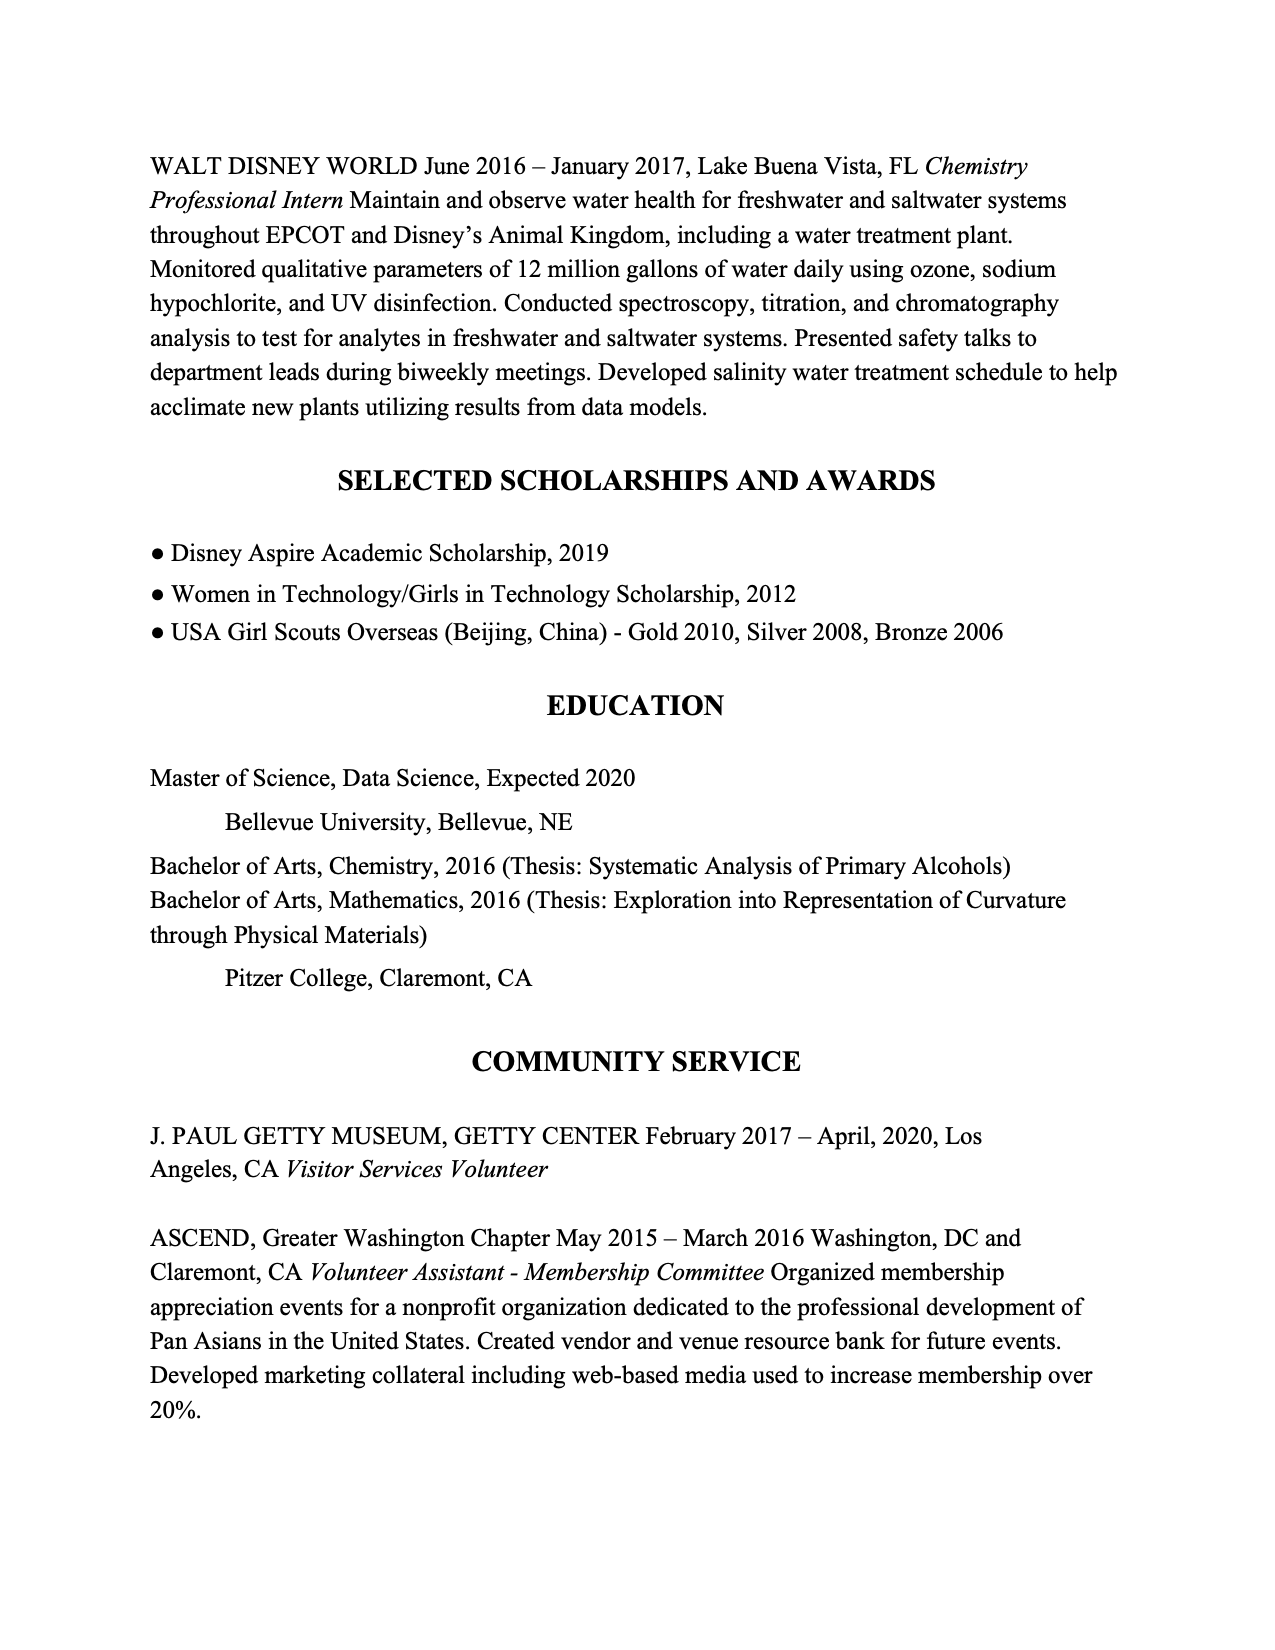 WALT DISNEY WORLD June 2016 – January 2017, Lake Buena Vista, FL Chemistry
Professional Intern Maintain and observe water health for freshwater and saltwater systems
throughout EPCOT and Disney’s Animal Kingdom, including a water treatment plant.
Monitored qualitative parameters of 12 million gallons of water daily using ozone, sodium
hypochlorite, and UV disinfection. Conducted spectroscopy, titration, and chromatography
analysis to test for analytes in freshwater and saltwater systems. Presented safety talks to
department leads during biweekly meetings. Developed salinity water treatment schedule to help
acclimate new plants utilizing results from data models.
SELECTED SCHOLARSHIPS AND AWARDS
● Disney Aspire Academic Scholarship, 2019
● Women in Technology/Girls in Technology Scholarship, 2012
● USA Girl Scouts Overseas (Beijing, China) - Gold 2010, Silver 2008, Bronze 2006
EDUCATION
Master of Science, Data Science, Expected 2020
Bellevue University, Bellevue, NE
Bachelor of Arts, Chemistry, 2016 (Thesis: Systematic Analysis of Primary Alcohols)
Bachelor of Arts, Mathematics, 2016 (Thesis: Exploration into Representation of Curvature
through Physical Materials)
Pitzer College, Claremont, CA
COMMUNITY SERVICE
J. PAUL GETTY MUSEUM, GETTY CENTER February 2017 – April, 2020, Los
Angeles, CA Visitor Services Volunteer
ASCEND, Greater Washington Chapter May 2015 – March 2016 Washington, DC and
Claremont, CA Volunteer Assistant - Membership Committee Organized membership
appreciation events for a nonprofit organization dedicated to the professional development of
Pan Asians in the United States. Created vendor and venue resource bank for future events.
Developed marketing collateral including web-based media used to increase membership over
20%.